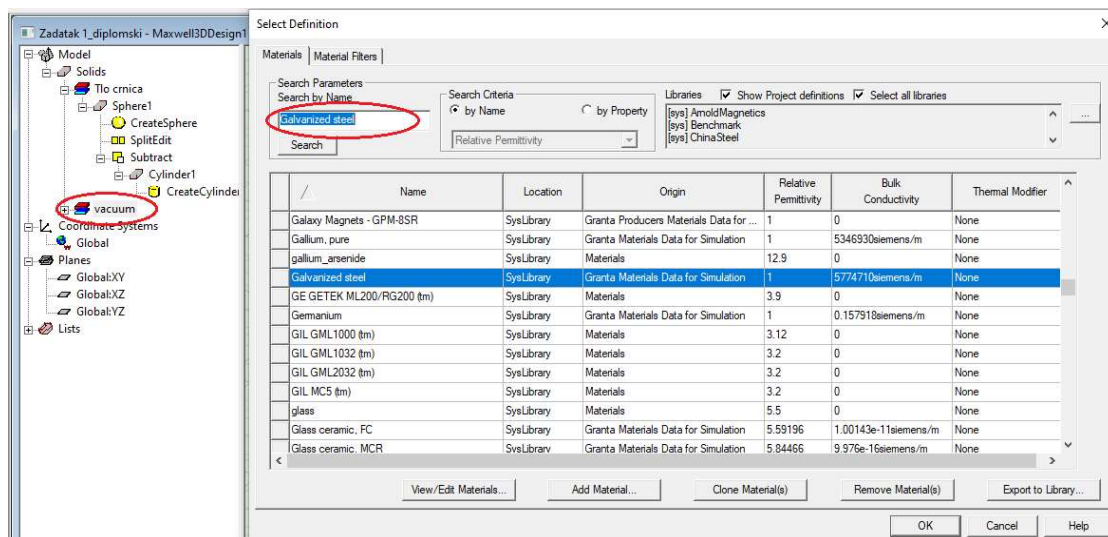 Zadatak 1_diplomski - Maxwell3DDesign1
Model
Solids
Tlo crnica
Sphere1
CreateSphere
SplitEdit
Subtract
Cylinder1
CreateCylinder
vacuum
Coordinate Systems
Global
Planes
Global:XY
Global:XZ
Global:YZ
Lists
Select Definition
Materials Material Filters
Search Parameters
Search by Name
Galvanized steel
Search
Search Criteria
by Name by Property
Relative Permittivity
Libraries Show Project definitions Select all libraries
[sys] ArnoldMagnetics
[sys] Benchmark
[sys] ChinaSteel
...
Name Location Origin Relative Permittivity Bulk Conductivity Thermal Modifier
Galaxy Magnets - GPM-8SR SysLibrary Granta Producers Materials Data for ... 1 0 None
Gallium, pure SysLibrary Granta Materials Data for Simulation 1 5346930siemens/m None
gallium_arsenide SysLibrary Materials 12.9 0 None
Galvanized steel SysLibrary Granta Materials Data for Simulation 1 5774710siemens/m None
GE GETEK ML200/RG200 (tm) SysLibrary Materials 3.9 0 None
Germanium SysLibrary Granta Materials Data for Simulation 1 0.157918siemens/m None
GIL GML1000 (tm) SysLibrary Materials 3.12 0 None
GIL GML1032 (tm) SysLibrary Materials 3.2 0 None
GIL GML2032 (tm) SysLibrary Materials 3.2 0 None
GIL MC5 (tm) SysLibrary Materials 3.2 0 None
glass SysLibrary Materials 5.5 0 None
Glass ceramic, FC SysLibrary Granta Materials Data for Simulation 5.59196 1.00143e-11siemens/m None
Glass ceramic, MCR SysLibrary Granta Materials Data for Simulation 5.84466 9.976e-16siemens/m None
View/Edit Materials... Add Material... Clone Material(s) Remove Material(s) Export to Library...
OK Cancel Help